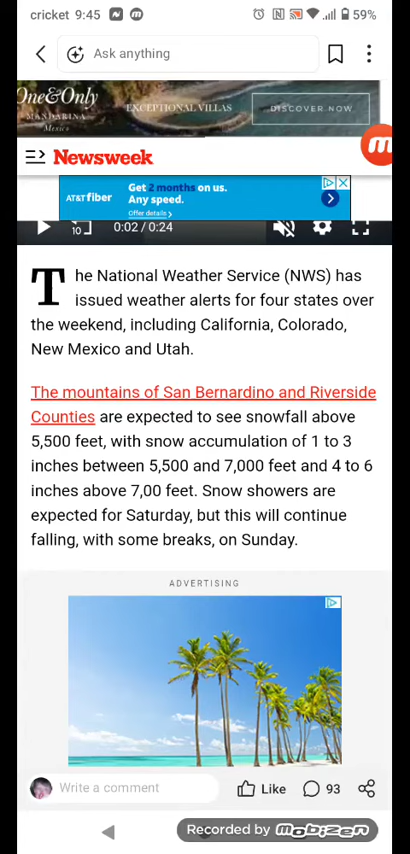 cricket 9:45
59%
Ask anything
One&Only
MANDARINA
Mexico
EXCEPTIONAL VILLAS
DISCOVER NOW
Newsweek
AT&T fiber
Get 2 months on us.
Any speed.
Offer details
10
0:02 / 0:24
The National Weather Service (NWS) has
issued weather alerts for four states over
the weekend, including California, Colorado,
New Mexico and Utah.
The mountains of San Bernardino and Riverside
Counties are expected to see snowfall above
5,500 feet, with snow accumulation of 1 to 3
inches between 5,500 and 7,000 feet and 4 to 6
inches above 7,00 feet. Snow showers are
expected for Saturday, but this will continue
falling, with some breaks, on Sunday.
ADVERTISING
Write a comment
Like
93
Recorded by mobizen